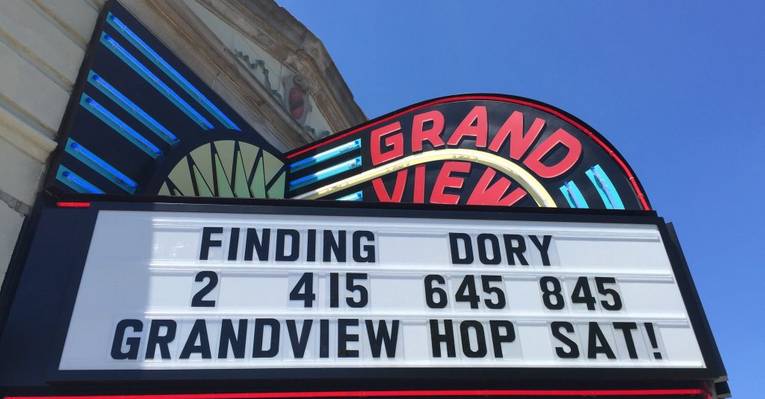 GRAND
VIEW
FINDING DORY
2 415 645 845
GRANDVIEW HOP SAT!